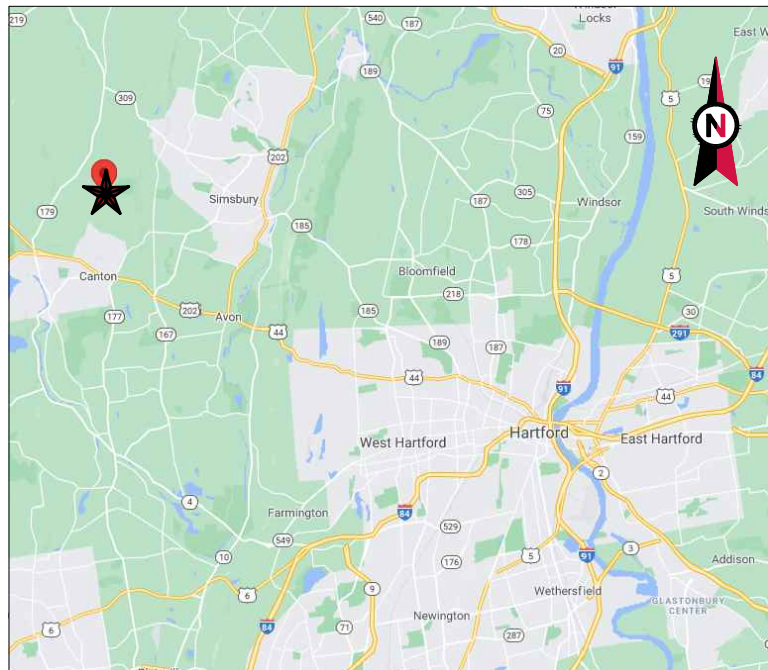 219
540
187
Locks
East W
20
91
189
5
309
75
159
202
Simsbury
305
187
Windsor
179
185
South Winds
178
Bloomfield
5
Canton
218
202
185
30
177
Avon
167
44
189
187
291
44
84
91
44
West Hartford
Hartford
East Hartford
2
4
Farmington
84
529
549
5
3
10
176
91
Addison
6
9
Wethersfield
GLASTONBURY
CENTER
Newington
6
84
71
287
N